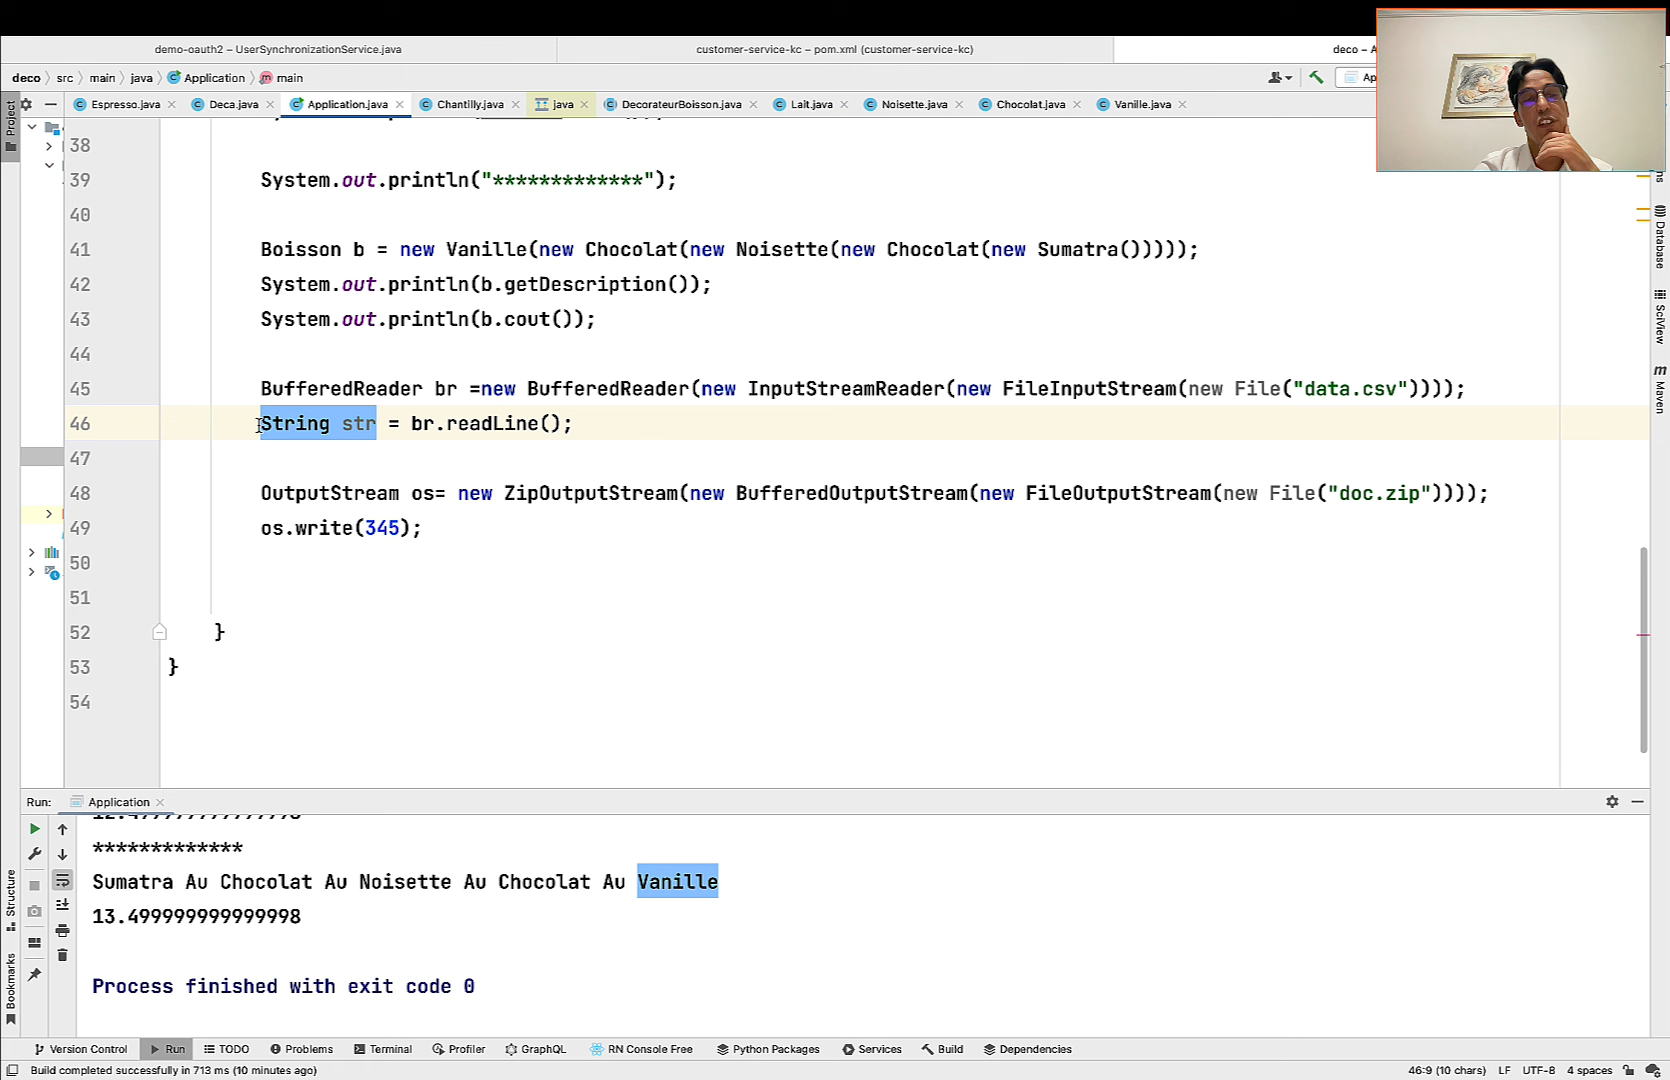 demo-oauth2 – UserSynchronizationService.java
customer-service-kc – pom.xml (customer-service-kc)
deco – A
deco src main java Application main
Ap
Espresso.java Deca.java Application.java Chantilly.java java DecorateurBoisson.java Lait.java Noisette.java Chocolat.java Vanille.java
Project
38
39 System.out.println("*************");
40
41 Boisson b = new Vanille(new Chocolat(new Noisette(new Chocolat(new Sumatra()))));
42 System.out.println(b.getDescription());
43 System.out.println(b.cout());
44
45 BufferedReader br =new BufferedReader(new InputStreamReader(new FileInputStream(new File("data.csv"))));
46 String str = br.readLine();
47
48 OutputStream os= new ZipOutputStream(new BufferedOutputStream(new FileOutputStream(new File("doc.zip"))));
49 os.write(345);
50
51
52 }
53 }
54
Database
SciView
Maven
Run: Application
*************
Sumatra Au Chocolat Au Noisette Au Chocolat Au Vanille
13.499999999999998
Process finished with exit code 0
Structure
Bookmarks
Version Control Run TODO Problems Terminal Profiler GraphQL RN Console Free Python Packages Services Build Dependencies
Build completed successfully in 713 ms (10 minutes ago)
46:9 (10 chars) LF UTF-8 4 spaces